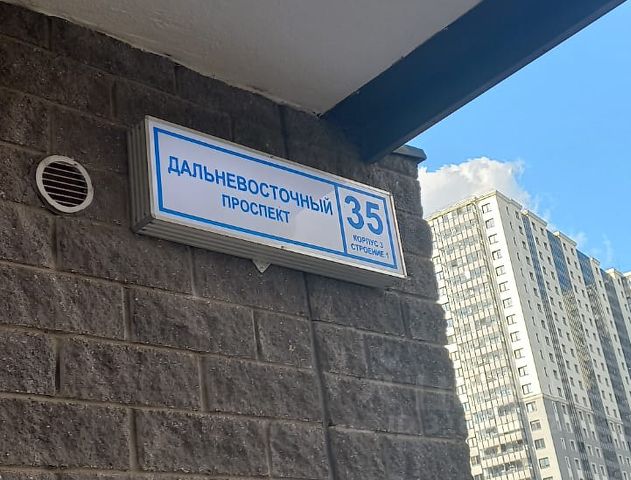 ДАЛЬНЕВОСТОЧНЫЙ
ПРОСПЕКТ
35
КОРПУС 3
СТРОЕНИЕ 1